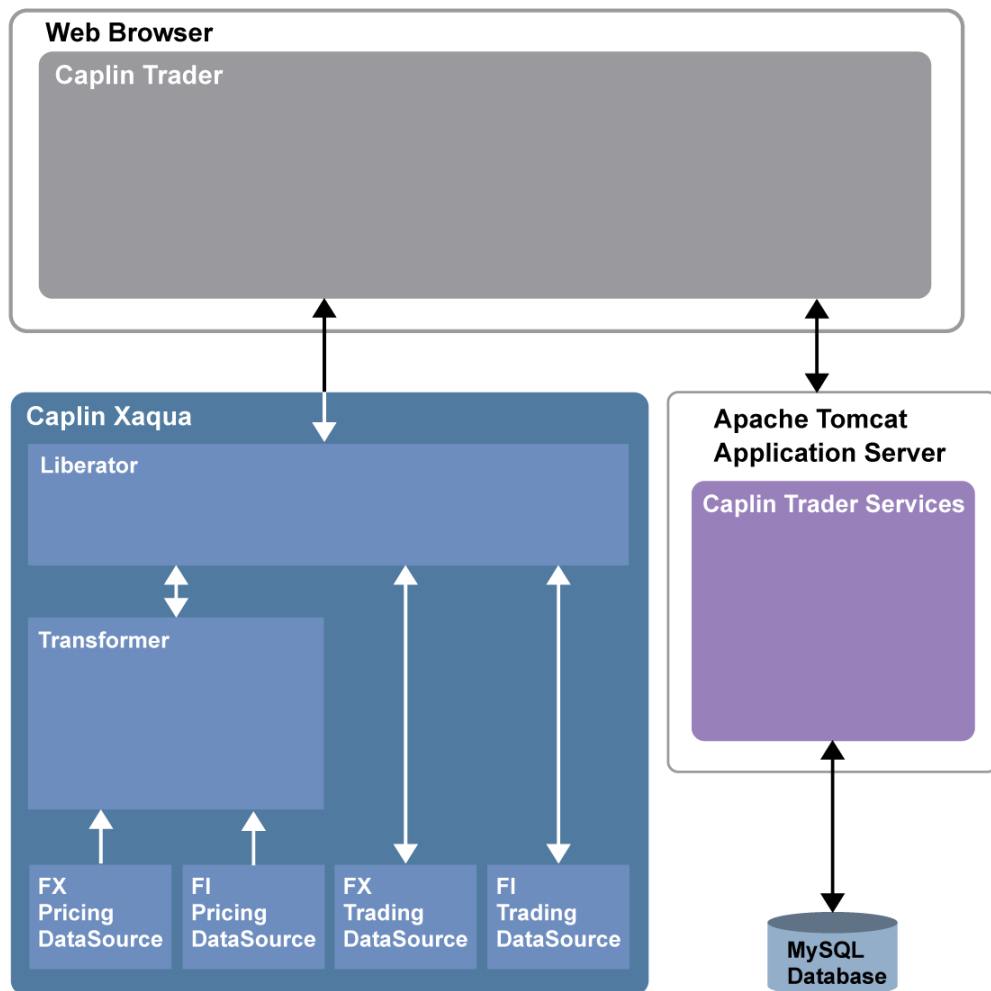 Web Browser
Caplin Trader
Caplin Xaqua
Liberator
Transformer
FX
Pricing
DataSource
FI
Pricing
DataSource
FX
Trading
DataSource
FI
Trading
DataSource
Apache Tomcat
Application Server
Caplin Trader Services
MySQL
Database